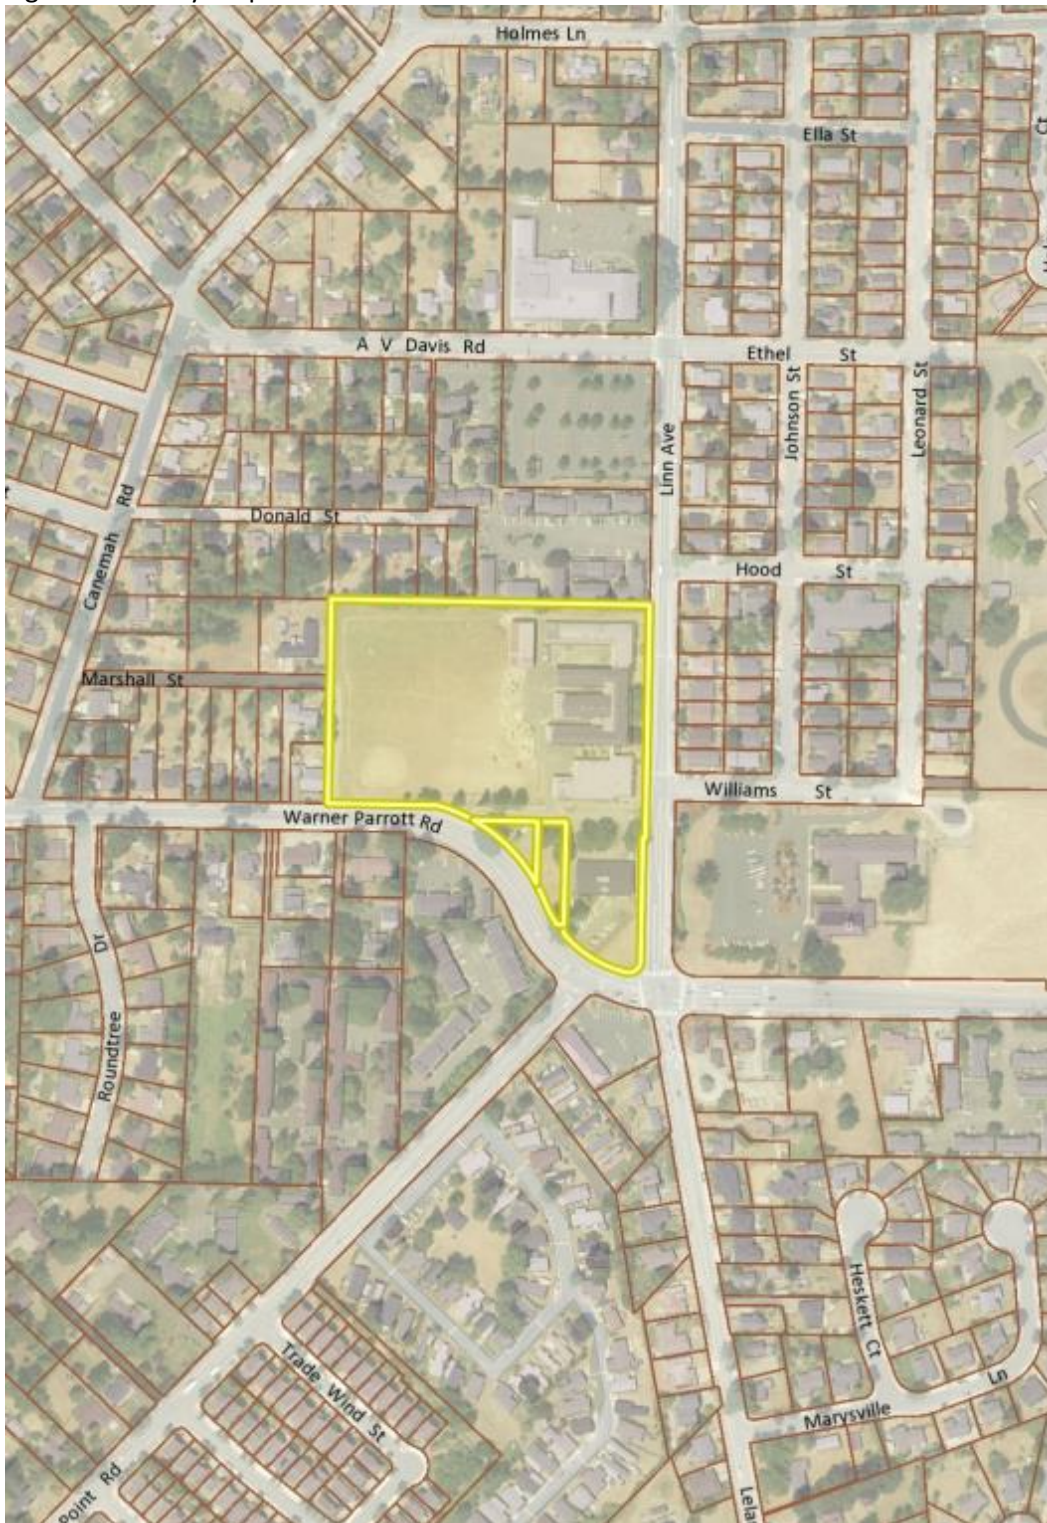 Holmes Ln
Ella St
Ct
A V Davis Rd
Ethel St
Johnson St
Leonard St
Linn Ave
Canemah Rd
Donald St
Hood St
Marshall St
Williams St
Warner Parrott Rd
Roundtree Dr
Heskett Ct
Trade Wind St
Marysville Ln
Point Rd